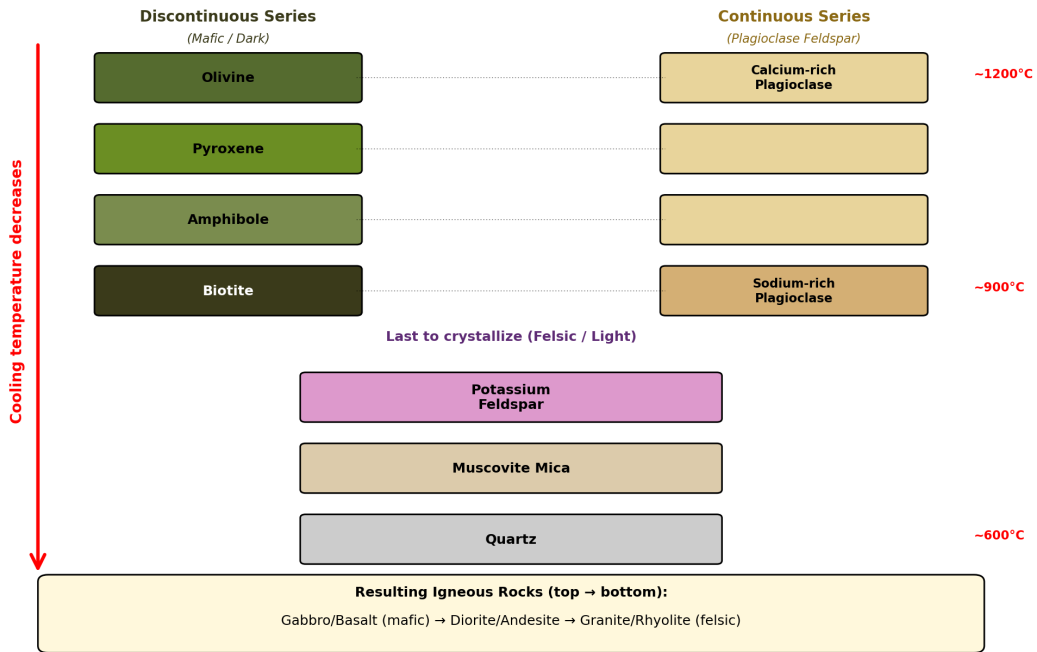 Discontinuous Series
(Mafic / Dark)
Continuous Series
(Plagioclase Feldspar)
Olivine
Calcium-rich
Plagioclase
~1200°C
Pyroxene
Amphibole
Biotite
Sodium-rich
Plagioclase
~900°C
Cooling temperature decreases
Last to crystallize (Felsic / Light)
Potassium
Feldspar
Muscovite Mica
Quartz
~600°C
Resulting Igneous Rocks (top → bottom):
Gabbro/Basalt (mafic) → Diorite/Andesite → Granite/Rhyolite (felsic)